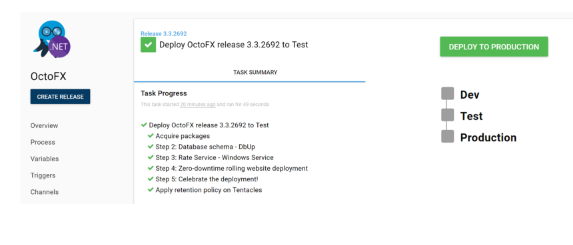 NET
OctoFX
CREATE RELEASE
Overview
Process
Variables
Triggers
Channels
Release 3.3.2692
Deploy OctoFX release 3.3.2692 to Test
TASK SUMMARY
Task Progress
This task started 28 minutes ago and ran for 49 seconds
Deploy OctoFX release 3.3.2692 to Test
Acquire packages
Step 2: Database schema - DbUp
Step 3: Rate Service - Windows Service
Step 4: Zero-downtime rolling website deployment
Step 5: Celebrate the deployment!
Apply retention policy on Tentacles
DEPLOY TO PRODUCTION
Dev
Test
Production